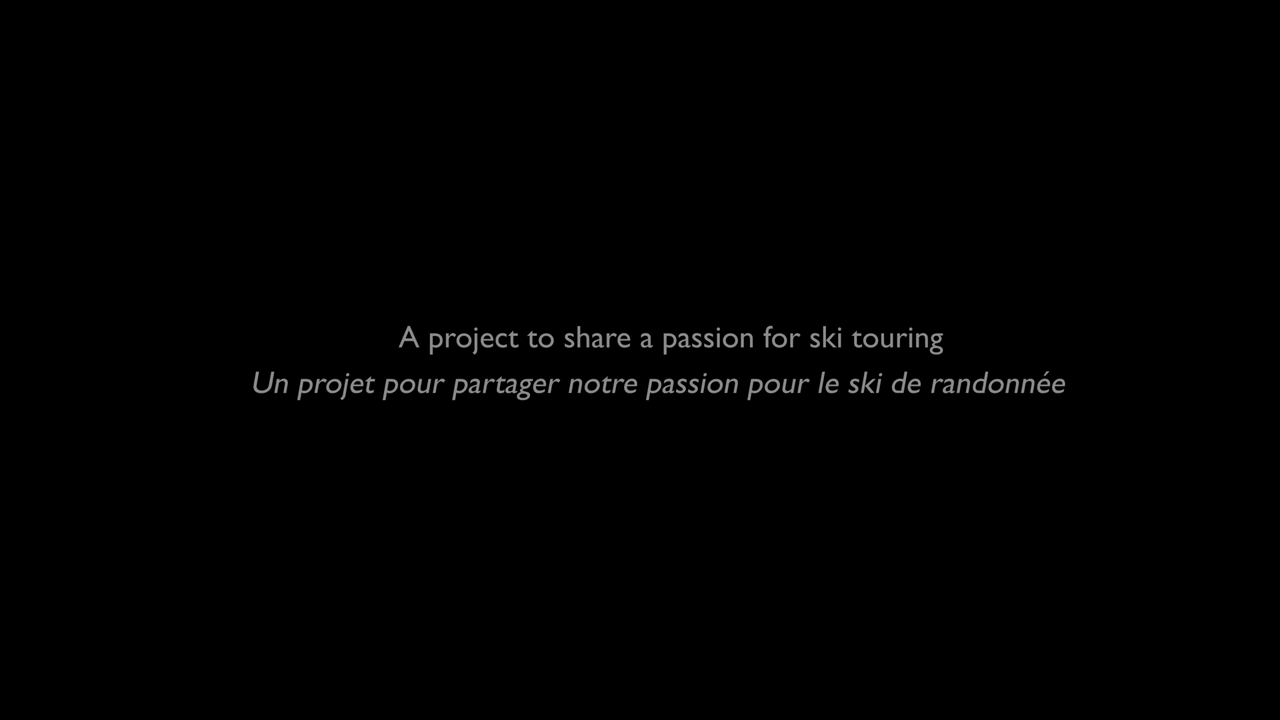 A project to share a passion for ski touring
Un projet pour partager notre passion pour le ski de randonnée